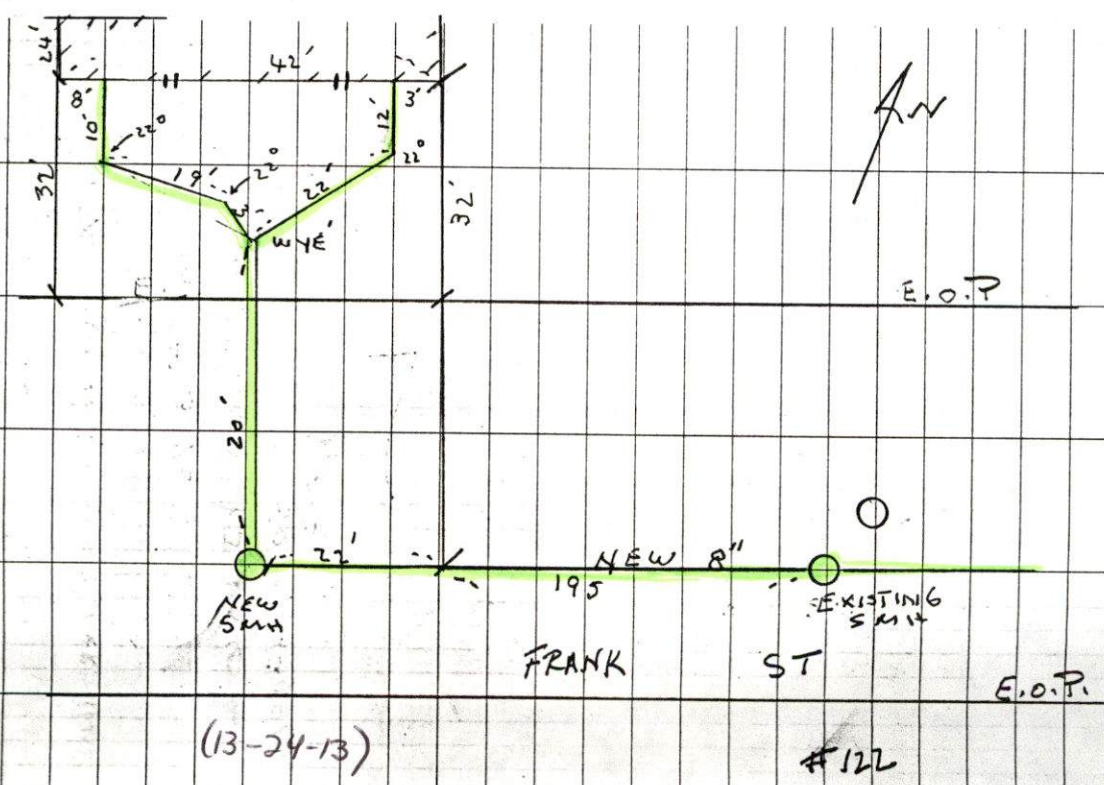 24'
42'
8'
3'
10'
22°
12'
22°
19'
22°
22'
32'
32'
WYE
E.O.P
20'
22'
NEW 8"
195
NEW
SMH
EXISTING
SMH
FRANK ST
E.O.P.
(13-24-13)
#122
N